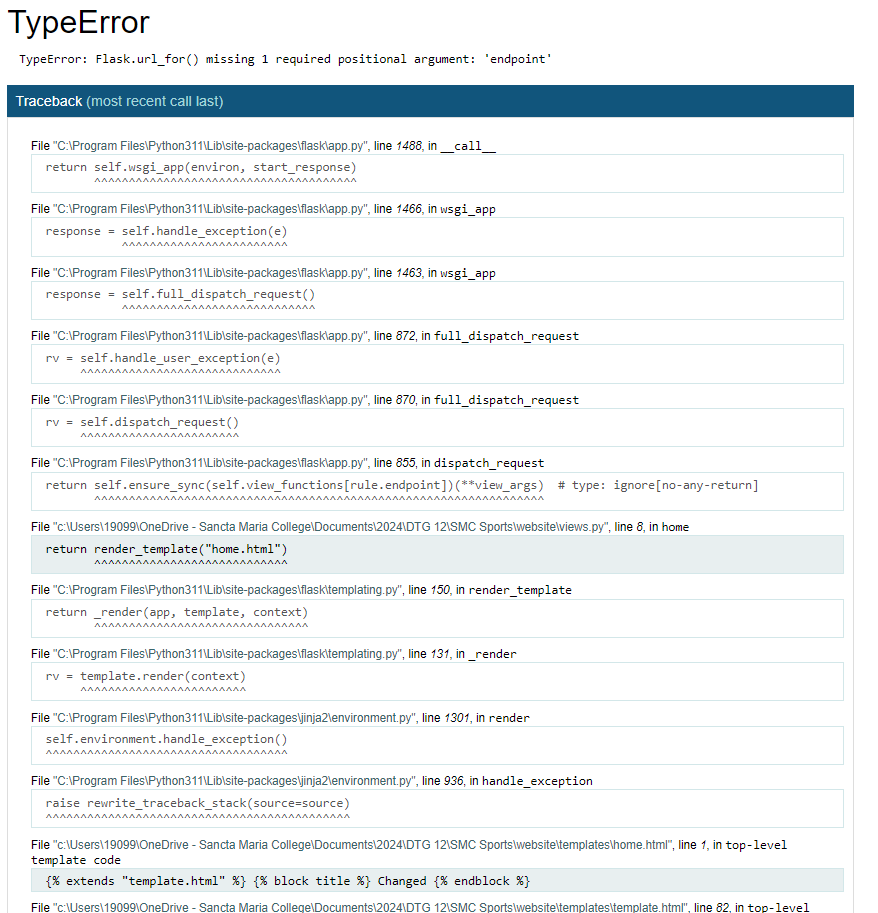 TypeError
TypeError: Flask.url_for() missing 1 required positional argument: 'endpoint'
Traceback (most recent call last)
File "C:\Program Files\Python311\Lib\site-packages\flask\app.py", line 1488, in __call__
return self.wsgi_app(environ, start_response)
^^^^^^^^^^^^^^^^^^^^^^^^^^^^^^^^^^^^^^
File "C:\Program Files\Python311\Lib\site-packages\flask\app.py", line 1466, in wsgi_app
response = self.handle_exception(e)
^^^^^^^^^^^^^^^^^^^^^^^^
File "C:\Program Files\Python311\Lib\site-packages\flask\app.py", line 1463, in wsgi_app
response = self.full_dispatch_request()
^^^^^^^^^^^^^^^^^^^^^^^^^^^^
File "C:\Program Files\Python311\Lib\site-packages\flask\app.py", line 872, in full_dispatch_request
rv = self.handle_user_exception(e)
^^^^^^^^^^^^^^^^^^^^^^^^^^^^^
File "C:\Program Files\Python311\Lib\site-packages\flask\app.py", line 870, in full_dispatch_request
rv = self.dispatch_request()
^^^^^^^^^^^^^^^^^^^^^^^
File "C:\Program Files\Python311\Lib\site-packages\flask\app.py", line 855, in dispatch_request
return self.ensure_sync(self.view_functions[rule.endpoint])(**view_args)  # type: ignore[no-any-return]
^^^^^^^^^^^^^^^^^^^^^^^^^^^^^^^^^^^^^^^^^^^^^^^^^^^^^^^^^^^^^^^^^
File "c:\Users\19099\OneDrive - Sancta Maria College\Documents\2024\DTG 12\SMC Sports\website\views.py", line 8, in home
return render_template("home.html")
^^^^^^^^^^^^^^^^^^^^^^^^^^^^
File "C:\Program Files\Python311\Lib\site-packages\flask\templating.py", line 150, in render_template
return _render(app, template, context)
^^^^^^^^^^^^^^^^^^^^^^^^^^^^^^^
File "C:\Program Files\Python311\Lib\site-packages\flask\templating.py", line 131, in _render
rv = template.render(context)
^^^^^^^^^^^^^^^^^^^^^^^^
File "C:\Program Files\Python311\Lib\site-packages\jinja2\environment.py", line 1301, in render
self.environment.handle_exception()
^^^^^^^^^^^^^^^^^^^^^^^^^^^^^^^^^^^
File "C:\Program Files\Python311\Lib\site-packages\jinja2\environment.py", line 936, in handle_exception
raise rewrite_traceback_stack(source=source)
^^^^^^^^^^^^^^^^^^^^^^^^^^^^^^^^^^^^^^^^^^^^
File "c:\Users\19099\OneDrive - Sancta Maria College\Documents\2024\DTG 12\SMC Sports\website\templates\home.html", line 1, in top-level
template code
{% extends "template.html" %} {% block title %} Changed {% endblock %}
File "c:\Users\19099\OneDrive - Sancta Maria College\Documents\2024\DTG 12\SMC Sports\website\templates\template.html", line 82, in top-level